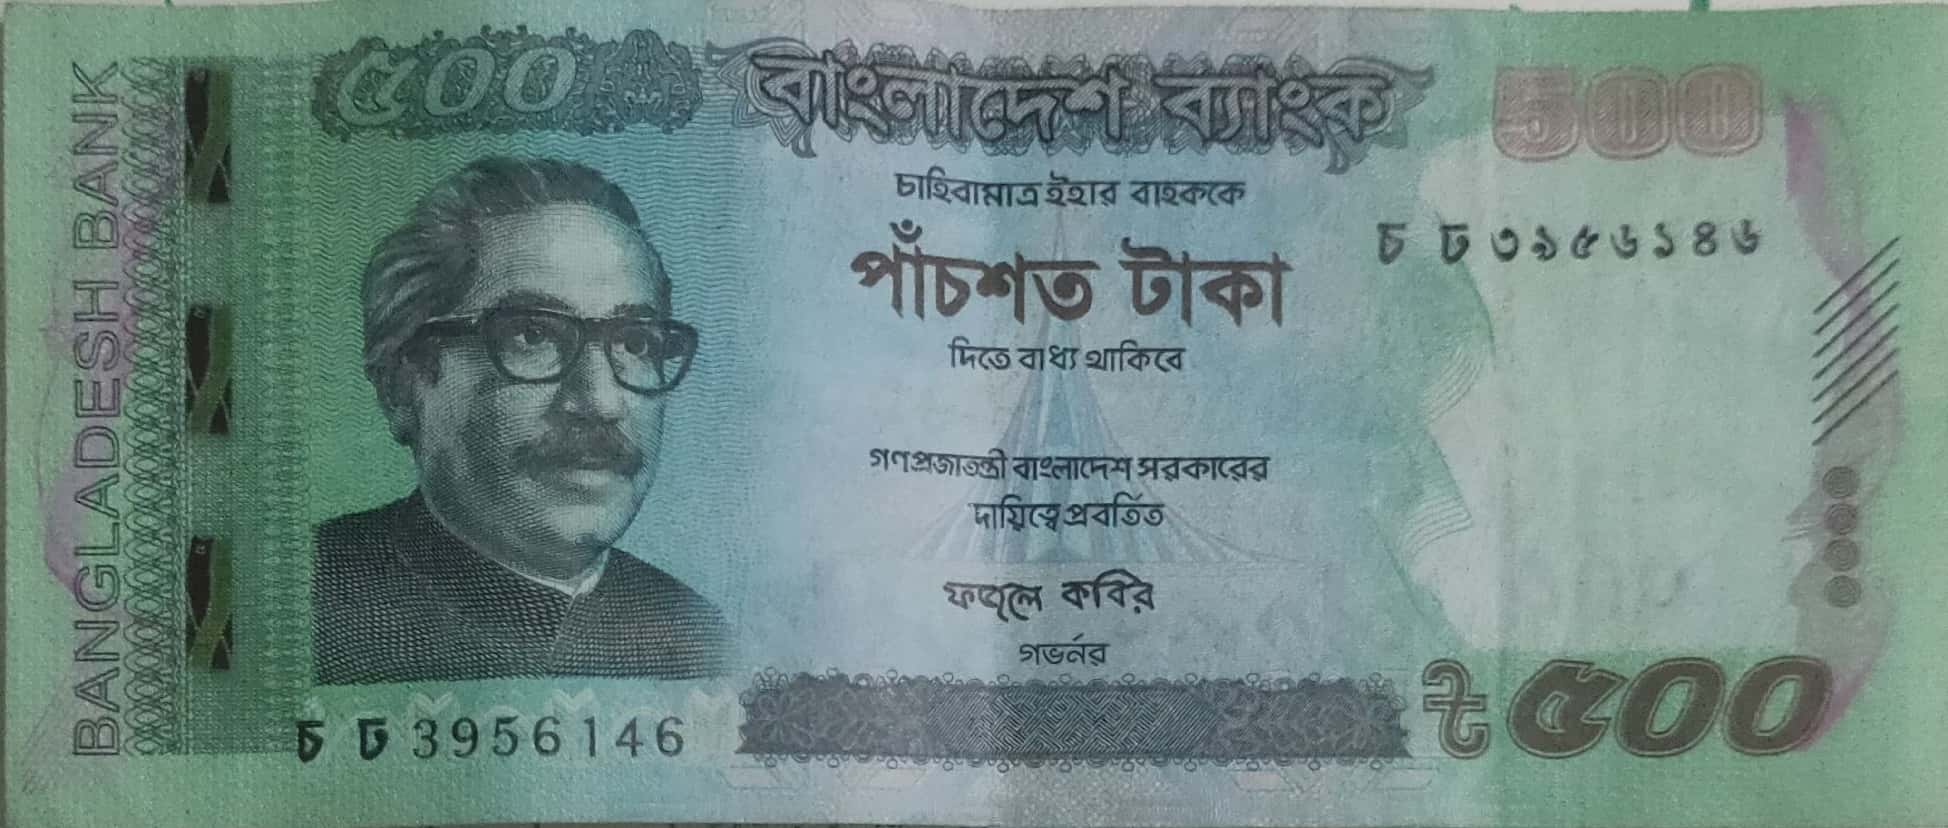 BANGLADESH BANK
৫০০
বাংলাদেশ ব্যাংক
500
চাহিবামাত্র ইহার বাহককে
পাঁচশত টাকা
দিতে বাধ্য থাকিবে
চ ঢ ৩৯৫৬১৪৬
গণপ্রজাতন্ত্রী বাংলাদেশ সরকারের
দায়িত্বে প্রবর্তিত
ফজলে কবির
গভর্নর
চ ঢ 3956146
৳৫০০